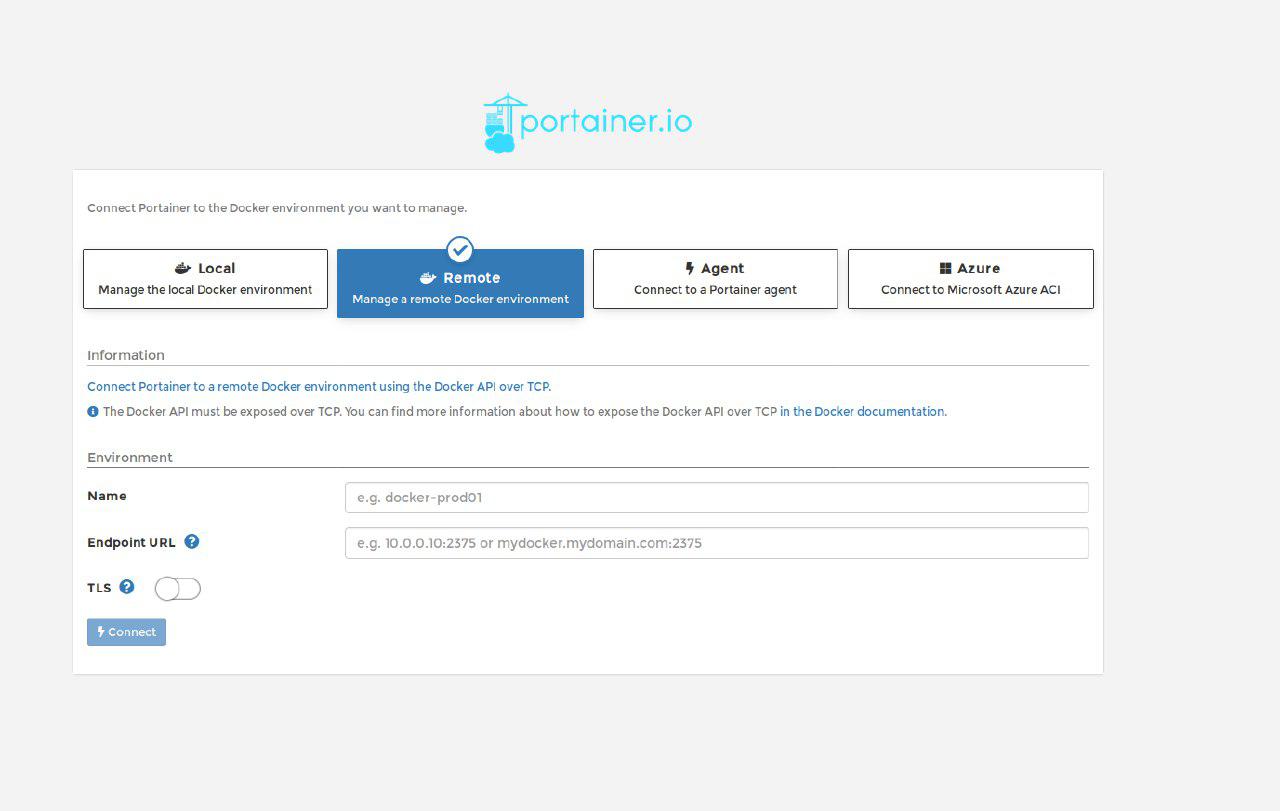 portainer.io
Connect Portainer to the Docker environment you want to manage.
Local
Manage the local Docker environment
Remote
Manage a remote Docker environment
Agent
Connect to a Portainer agent
Azure
Connect to Microsoft Azure ACI
Information
Connect Portainer to a remote Docker environment using the Docker API over TCP.
The Docker API must be exposed over TCP. You can find more information about how to expose the Docker API over TCP in the Docker documentation.
Environment
Name
e.g. docker-prod01
Endpoint URL
e.g. 10.0.0.10:2375 or mydocker.mydomain.com:2375
TLS
Connect